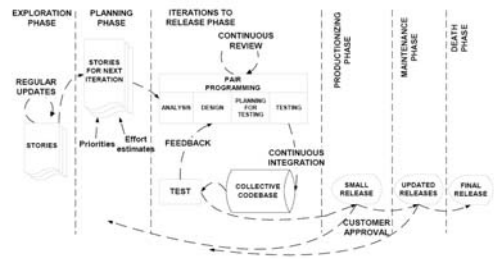 EXPLORATION
PHASE
PLANNING
PHASE
ITERATIONS TO
RELEASE PHASE
PRODUCTIONIZING
PHASE
MAINTENANCE
PHASE
DEATH
PHASE
REGULAR
UPDATES
STORIES
STORIES
FOR NEXT
ITERATION
Priorities
Effort
estimates
CONTINUOUS
REVIEW
PAIR
PROGRAMMING
ANALYSIS
DESIGN
PLANNING
FOR
TESTING
TESTING
FEEDBACK
CONTINUOUS
INTEGRATION
TEST
COLLECTIVE
CODEBASE
SMALL
RELEASE
UPDATED
RELEASES
FINAL
RELEASE
CUSTOMER
APPROVAL